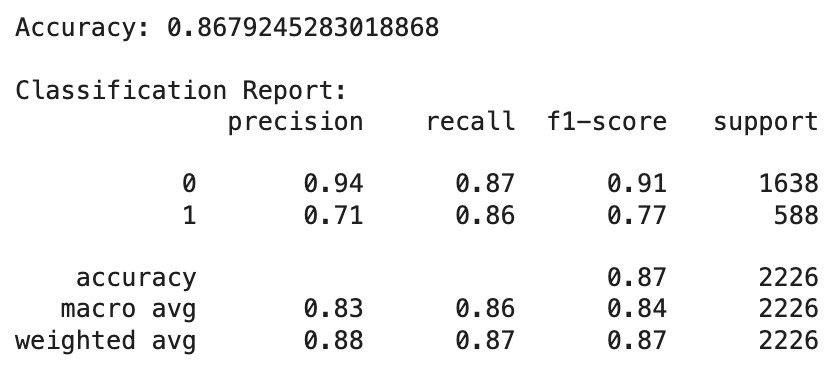 Accuracy: 0.8679245283018868
Classification Report:
precision recall f1-score support
0 0.94 0.87 0.91 1638
1 0.71 0.86 0.77 588
accuracy 0.87 2226
macro avg 0.83 0.86 0.84 2226
weighted avg 0.88 0.87 0.87 2226